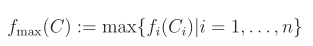 f_max(C) := max{f_i(C_i)|i = 1, . . . , n}